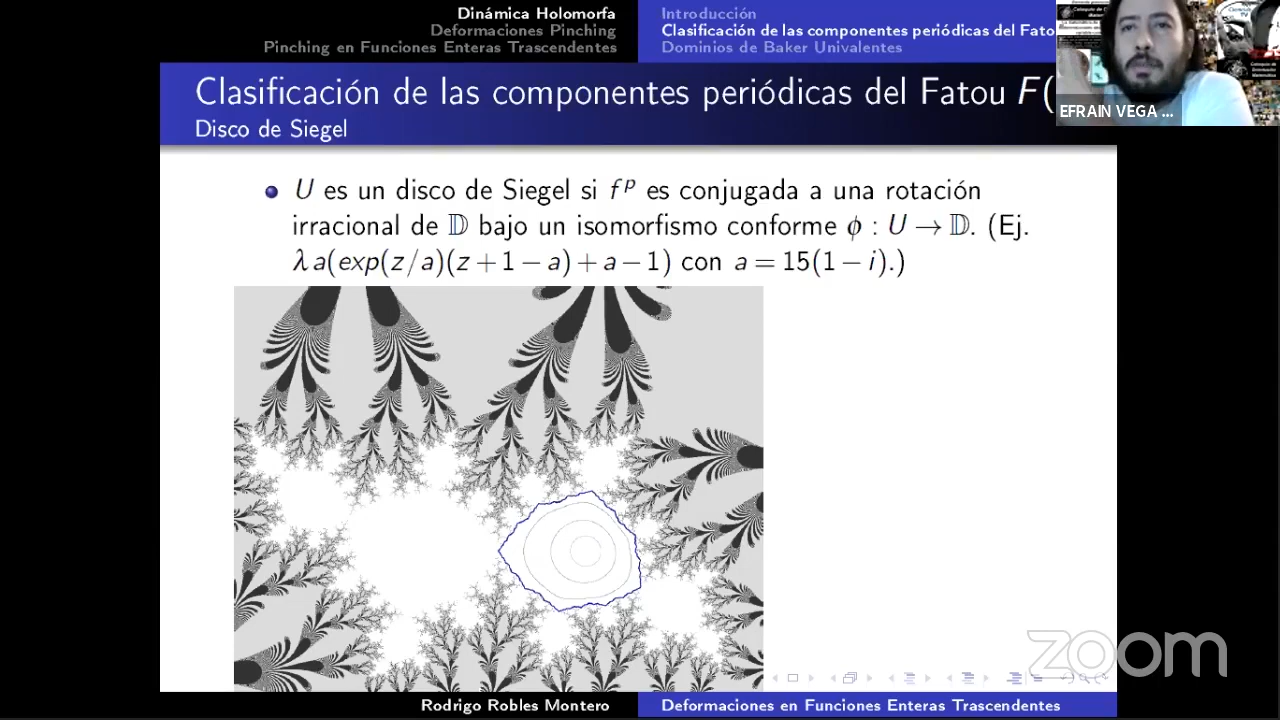 Dinámica Holomorfa
Deformaciones Pinching
Pinching en Funciones Enteras Trascendentes
Introducción
Clasificación de las componentes periódicas del Fato
Dominios de Baker Univalentes
Clasificación de las componentes periódicas del Fatou F(
Disco de Siegel
EFRAIN VEGA ...
U es un disco de Siegel si f^p es conjugada a una rotación
irracional de 𝔻 bajo un isomorfismo conforme ϕ : U → 𝔻. (Ej.
λa(exp(z/a)(z+1−a)+a−1) con a = 15(1−i).)
zoom
Rodrigo Robles Montero
Deformaciones en Funciones Enteras Trascendentes